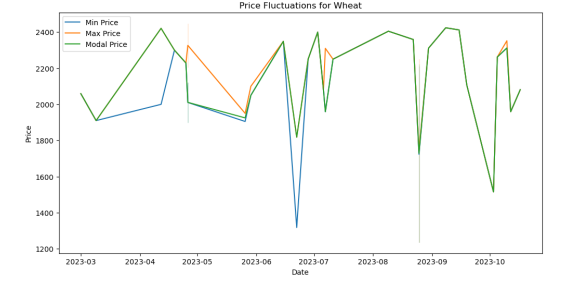 Price Fluctuations for Wheat
Min Price
Max Price
Modal Price
2400
2200
2000
1800
1600
1400
1200
Price
2023-03 2023-04 2023-05 2023-06 2023-07 2023-08 2023-09 2023-10
Date